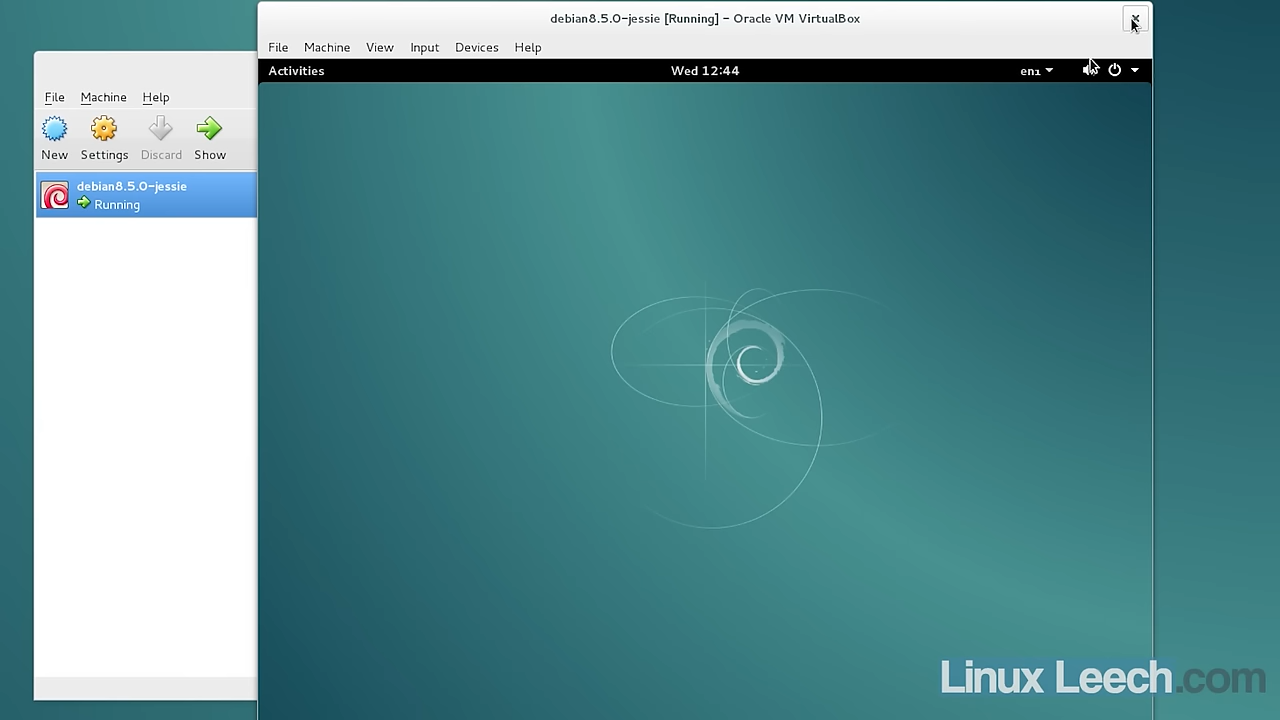 debian8.5.0-jessie [Running] - Oracle VM VirtualBox
File Machine View Input Devices Help
Activities Wed 12:44 en1
File Machine Help
New Settings Discard Show
debian8.5.0-jessie
Running
Linux Leech.com